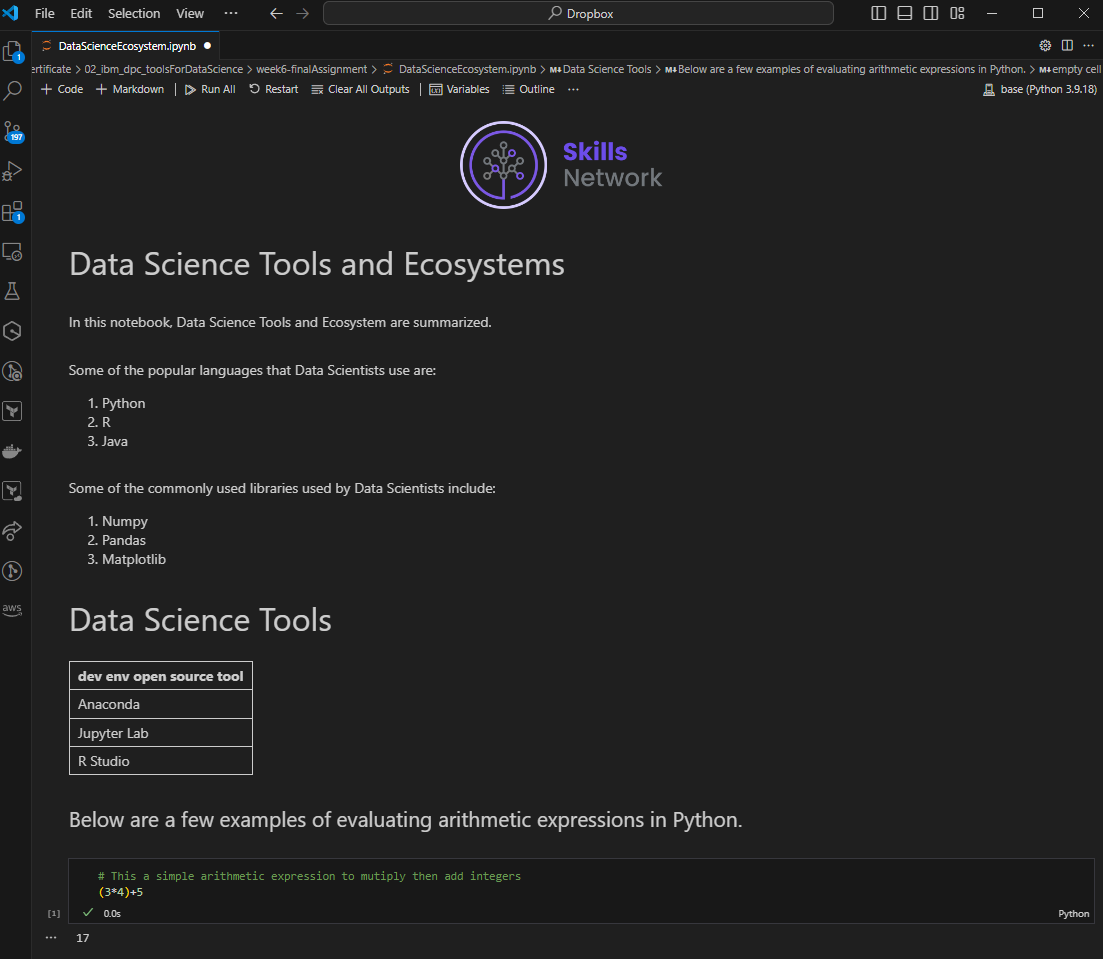 File Edit Selection View ··· Dropbox
DataScienceEcosystem.ipynb
ertificate > 02_ibm_dpc_toolsForDataScience > week6-finalAssignment > DataScienceEcosystem.ipynb > M↓Data Science Tools > M↓Below are a few examples of evaluating arithmetic expressions in Python. > M↓empty cell
+ Code + Markdown | Run All Restart Clear All Outputs | Variables Outline ··· base (Python 3.9.18)
1
197
1
aws
Skills
Network
Data Science Tools and Ecosystems
In this notebook, Data Science Tools and Ecosystem are summarized.
Some of the popular languages that Data Scientists use are:
1. Python
2. R
3. Java
Some of the commonly used libraries used by Data Scientists include:
1. Numpy
2. Pandas
3. Matplotlib
Data Science Tools
dev env open source tool
Anaconda
Jupyter Lab
R Studio
Below are a few examples of evaluating arithmetic expressions in Python.
# This a simple arithmetic expression to mutiply then add integers
(3*4)+5
[1] ✓ 0.0s Python
··· 17